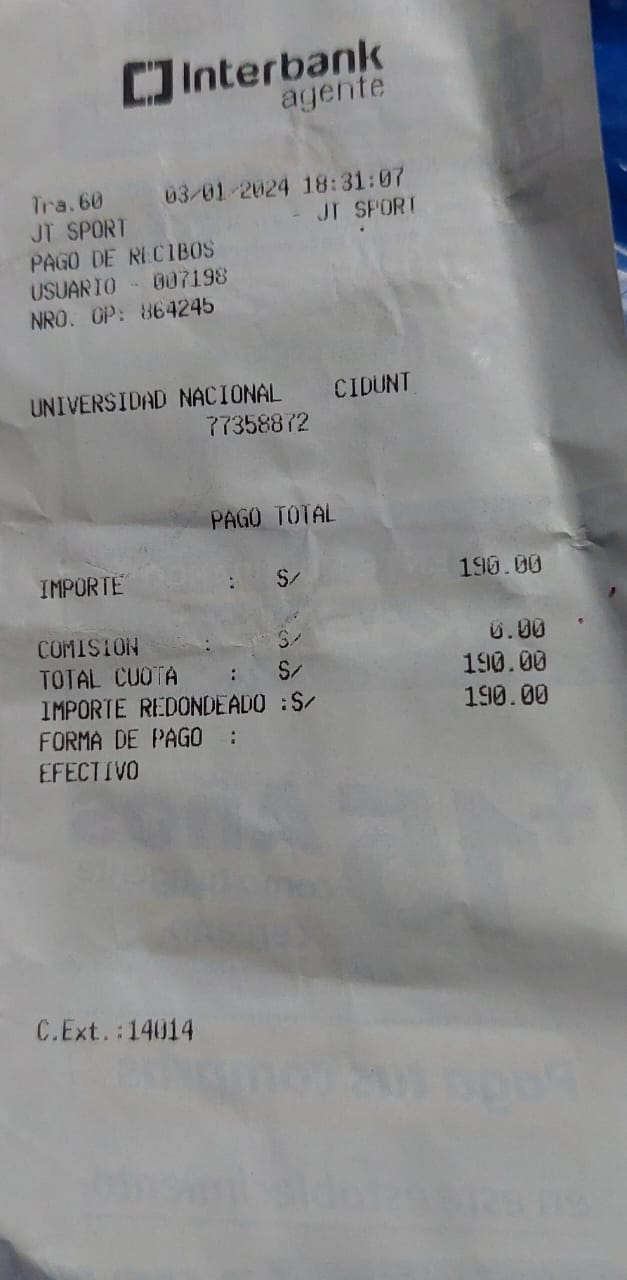 Interbank
agente
Tra.60 03/01/2024 18:31:07
JT SPORT - JT SPORT
PAGO DE RECIBOS
USUARIO - 007198
NRO. OP: 864245
UNIVERSIDAD NACIONAL CIDUNT
77358872
PAGO TOTAL
IMPORTE : S/ 190.00
COMISION : S/ 0.00
TOTAL CUOTA : S/ 190.00
IMPORTE REDONDEADO :S/ 190.00
FORMA DE PAGO :
EFECTIVO
C.Ext.:14014